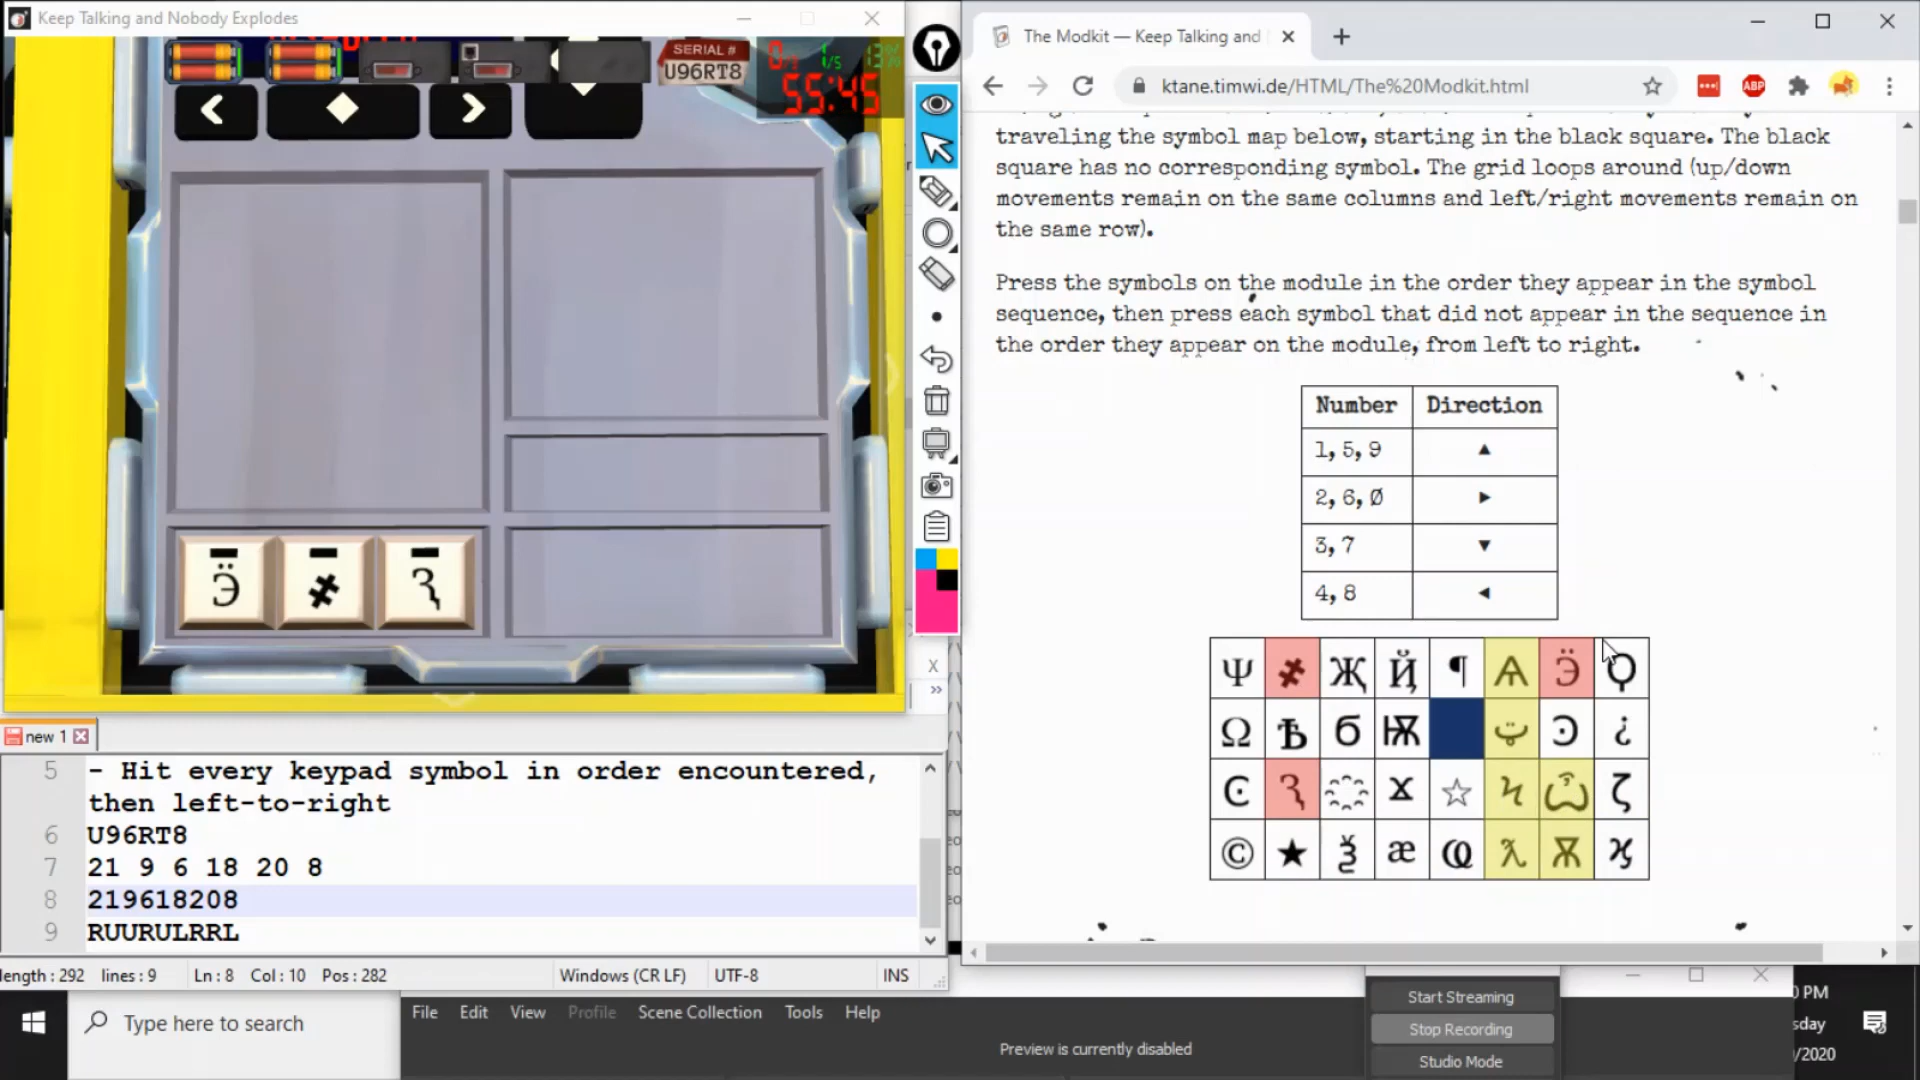 Keep Talking and Nobody Explodes
SERIAL #
U96RT8
1/5
13%
55:45
Ӭ
new 1
5 - Hit every keypad symbol in order encountered,
then left-to-right
6 U96RT8
7 21 9 6 18 20 8
8 219618208
9 RUURULRRL
length : 292 lines : 9 Ln : 8 Col : 10 Pos : 282 Windows (CR LF) UTF-8 INS
The Modkit — Keep Talking and
ktane.timwi.de/HTML/The%20Modkit.html
ABP
traveling the symbol map below, starting in the black square. The black
square has no corresponding symbol. The grid loops around (up/down
movements remain on the same columns and left/right movements remain on
the same row).
Press the symbols on the module in the order they appear in the symbol
sequence, then press each symbol that did not appear in the sequence in
the order they appear on the module, from left to right.
Number Direction
1, 5, 9 ▲
2, 6, Ø ►
3, 7 ▼
4, 8 ◄
Ψ Җ Ҋ ¶ Ѧ Ӭ Ϙ
Ω Ѣ б Ѭ Ͽ ¿
Ͼ ☆ ζ
© ★ Ѯ æ ƛ Ѫ ϗ
Type here to search
File Edit View Profile Scene Collection Tools Help
Preview is currently disabled
Start Streaming
Stop Recording
Studio Mode
0 PM
sday
/2020